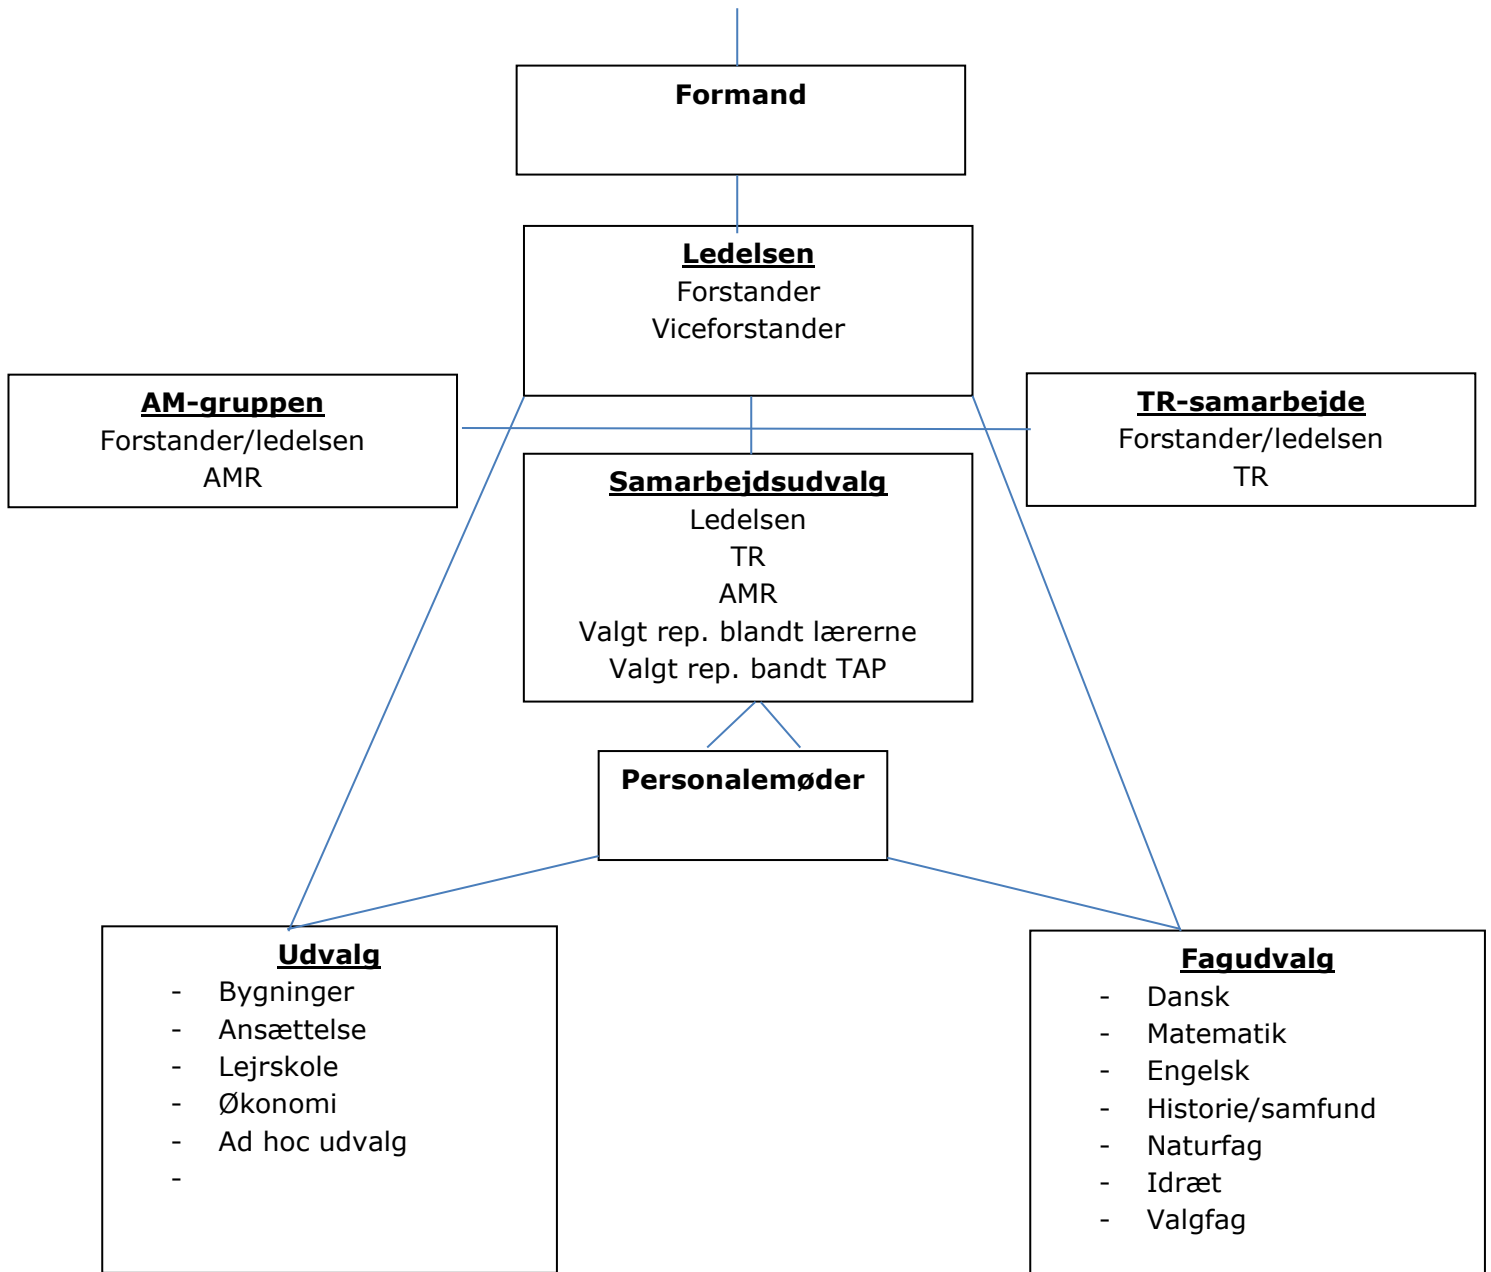 Formand
Ledelsen
Forstander
Viceforstander
AM-gruppen
Forstander/ledelsen
AMR
TR-samarbejde
Forstander/ledelsen
TR
Samarbejdsudvalg
Ledelsen
TR
AMR
Valgt rep. blandt lærerne
Valgt rep. bandt TAP
Personalemøder
Udvalg
- Bygninger
- Ansættelse
- Lejrskole
- Økonomi
- Ad hoc udvalg
-
Fagudvalg
- Dansk
- Matematik
- Engelsk
- Historie/samfund
- Naturfag
- Idræt
- Valgfag